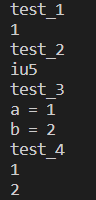 test_1
1
test_2
iu5
test_3
a = 1
b = 2
test_4
1
2